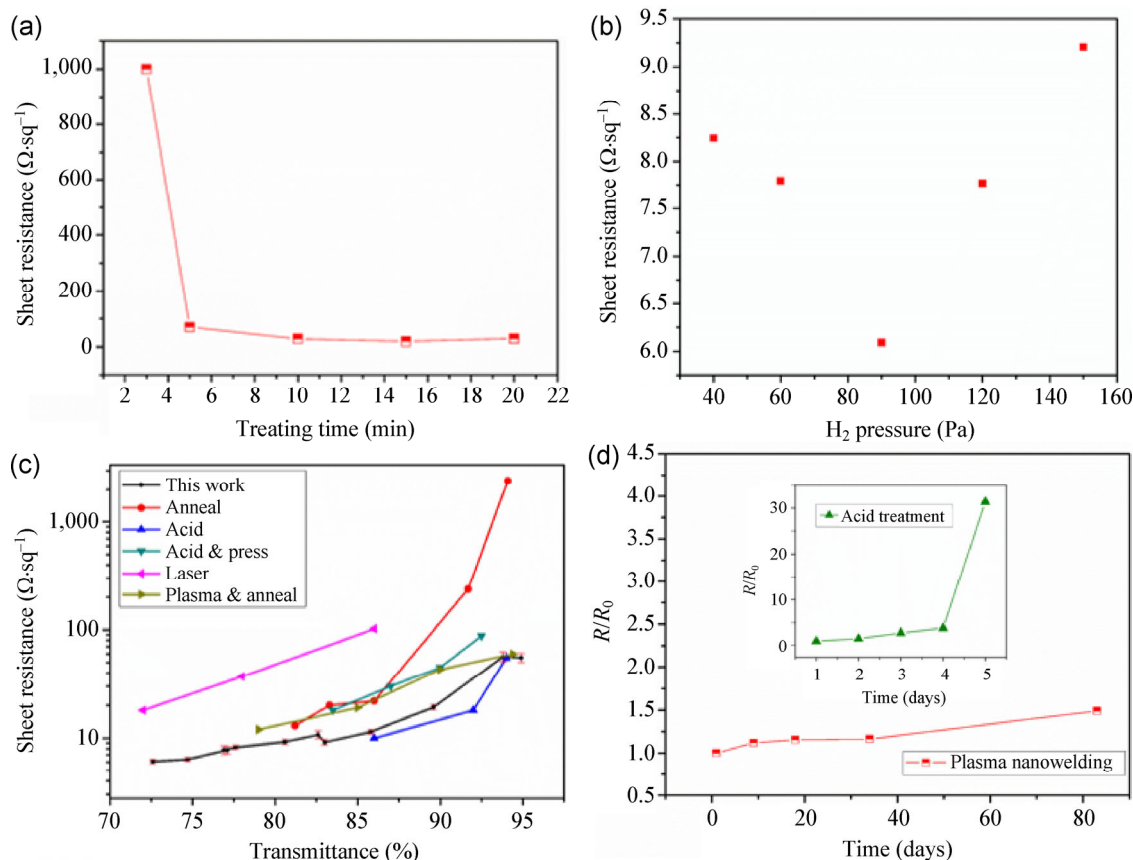 (a)
Sheet resistance (Ω·sq⁻¹)
1,000
800
600
400
200
0
2 4 6 8 10 12 14 16 18 20 22
Treating time (min)
(b)
Sheet resistance (Ω·sq⁻¹)
9.5
9.0
8.5
8.0
7.5
7.0
6.5
6.0
40 60 80 100 120 140 160
H₂ pressure (Pa)
(c)
Sheet resistance (Ω·sq⁻¹)
1,000
100
10
This work
Anneal
Acid
Acid & press
Laser
Plasma & anneal
70 75 80 85 90 95
Transmittance (%)
(d)
R/R₀
4.5
4.0
3.5
3.0
2.5
2.0
1.5
1.0
0.5
R/R₀
30
20
10
0
Acid treatment
1 2 3 4 5
Time (days)
Plasma nanowelding
0 20 40 60 80
Time (days)